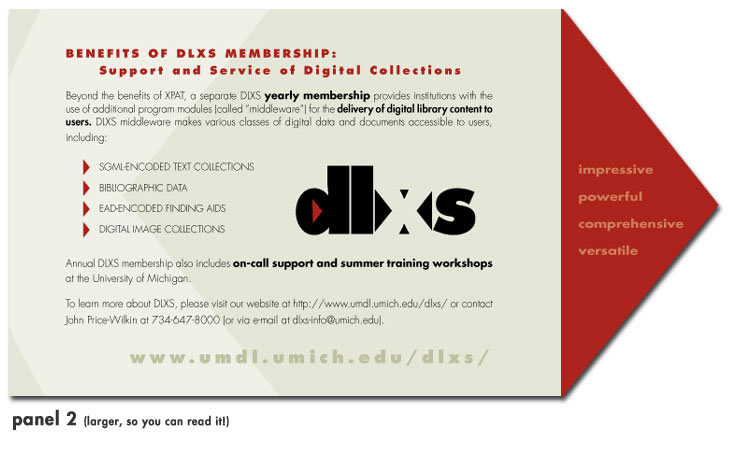 BENEFITS OF DLXS MEMBERSHIP:
Support and Service of Digital Collections
Beyond the benefits of XPAT, a separate DLXS yearly membership provides institutions with the
use of additional program modules (called "middleware") for the delivery of digital library content to
users. DLXS middleware makes various classes of digital data and documents accessible to users,
including:
SGML-ENCODED TEXT COLLECTIONS
BIBLIOGRAPHIC DATA
EAD-ENCODED FINDING AIDS
DIGITAL IMAGE COLLECTIONS
dlxs
Annual DLXS membership also includes on-call support and summer training workshops
at the University of Michigan.
To learn more about DLXS, please visit our website at http://www.umdl.umich.edu/dlxs/ or contact
John Price-Wilkin at 734-647-8000 (or via e-mail at dlxs-info@umich.edu).
www.umdl.umich.edu/dlxs/
impressive
powerful
comprehensive
versatile
panel 2 (larger, so you can read it!)